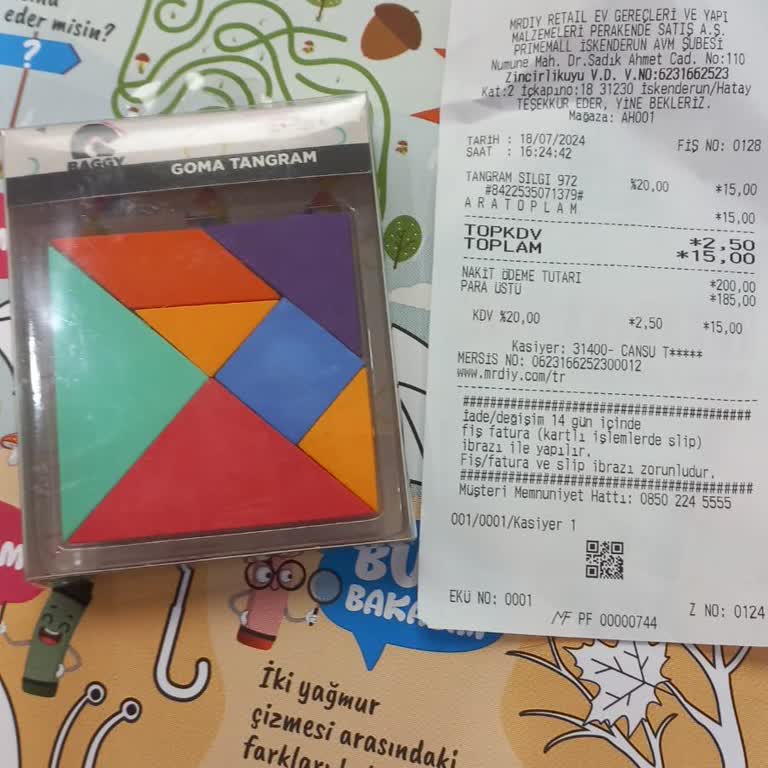 eder misin?
?
BAGGY
GOMA TANGRAM
MRDIY RETAIL EV GEREÇLERİ VE YAPI
MALZEMELERİ PERAKENDE SATIŞ A.Ş.
PRIMEMALL İSKENDERUN AVM ŞUBESİ
Numune Mah. Dr.Sadık Ahmet Cad. No:110
Zincirlikuyu V.D. V.NO:6231662523
Kat:2 İçkapıno:18 31230 İskenderun/Hatay
TEŞEKKUR EDER, YİNE BEKLERİZ.
Mağaza: AH001
TARİH : 18/07/2024 FİŞ NO: 0128
SAAT : 16:24:42
TANGRAM SILGI 972 %20,00 *15,00
#8422535071379#
ARATOPLAM *15,00
TOPKDV *2,50
TOPLAM *15,00
NAKİT ÖDEME TUTARI *200,00
PARA ÜSTÜ *185,00
KDV %20,00 *2,50 *15,00
Kasiyer: 31400- CANSU T*****
MERSİS NO: 0623166252300012
www.mrdiy.com/tr
################################################
İade/değişim 14 gün içinde
fiş fatura (kartlı işlemlerde slip)
ibrazı ile yapılır.
Fiş/fatura ve slip ibrazı zorunludur.
################################################
Müşteri Memnuniyet Hattı: 0850 224 5555
001/0001/Kasiyer 1
EKÜ NO: 0001 MF PF 00000744 Z NO: 0124
İki yağmur
çizmesi arasındaki